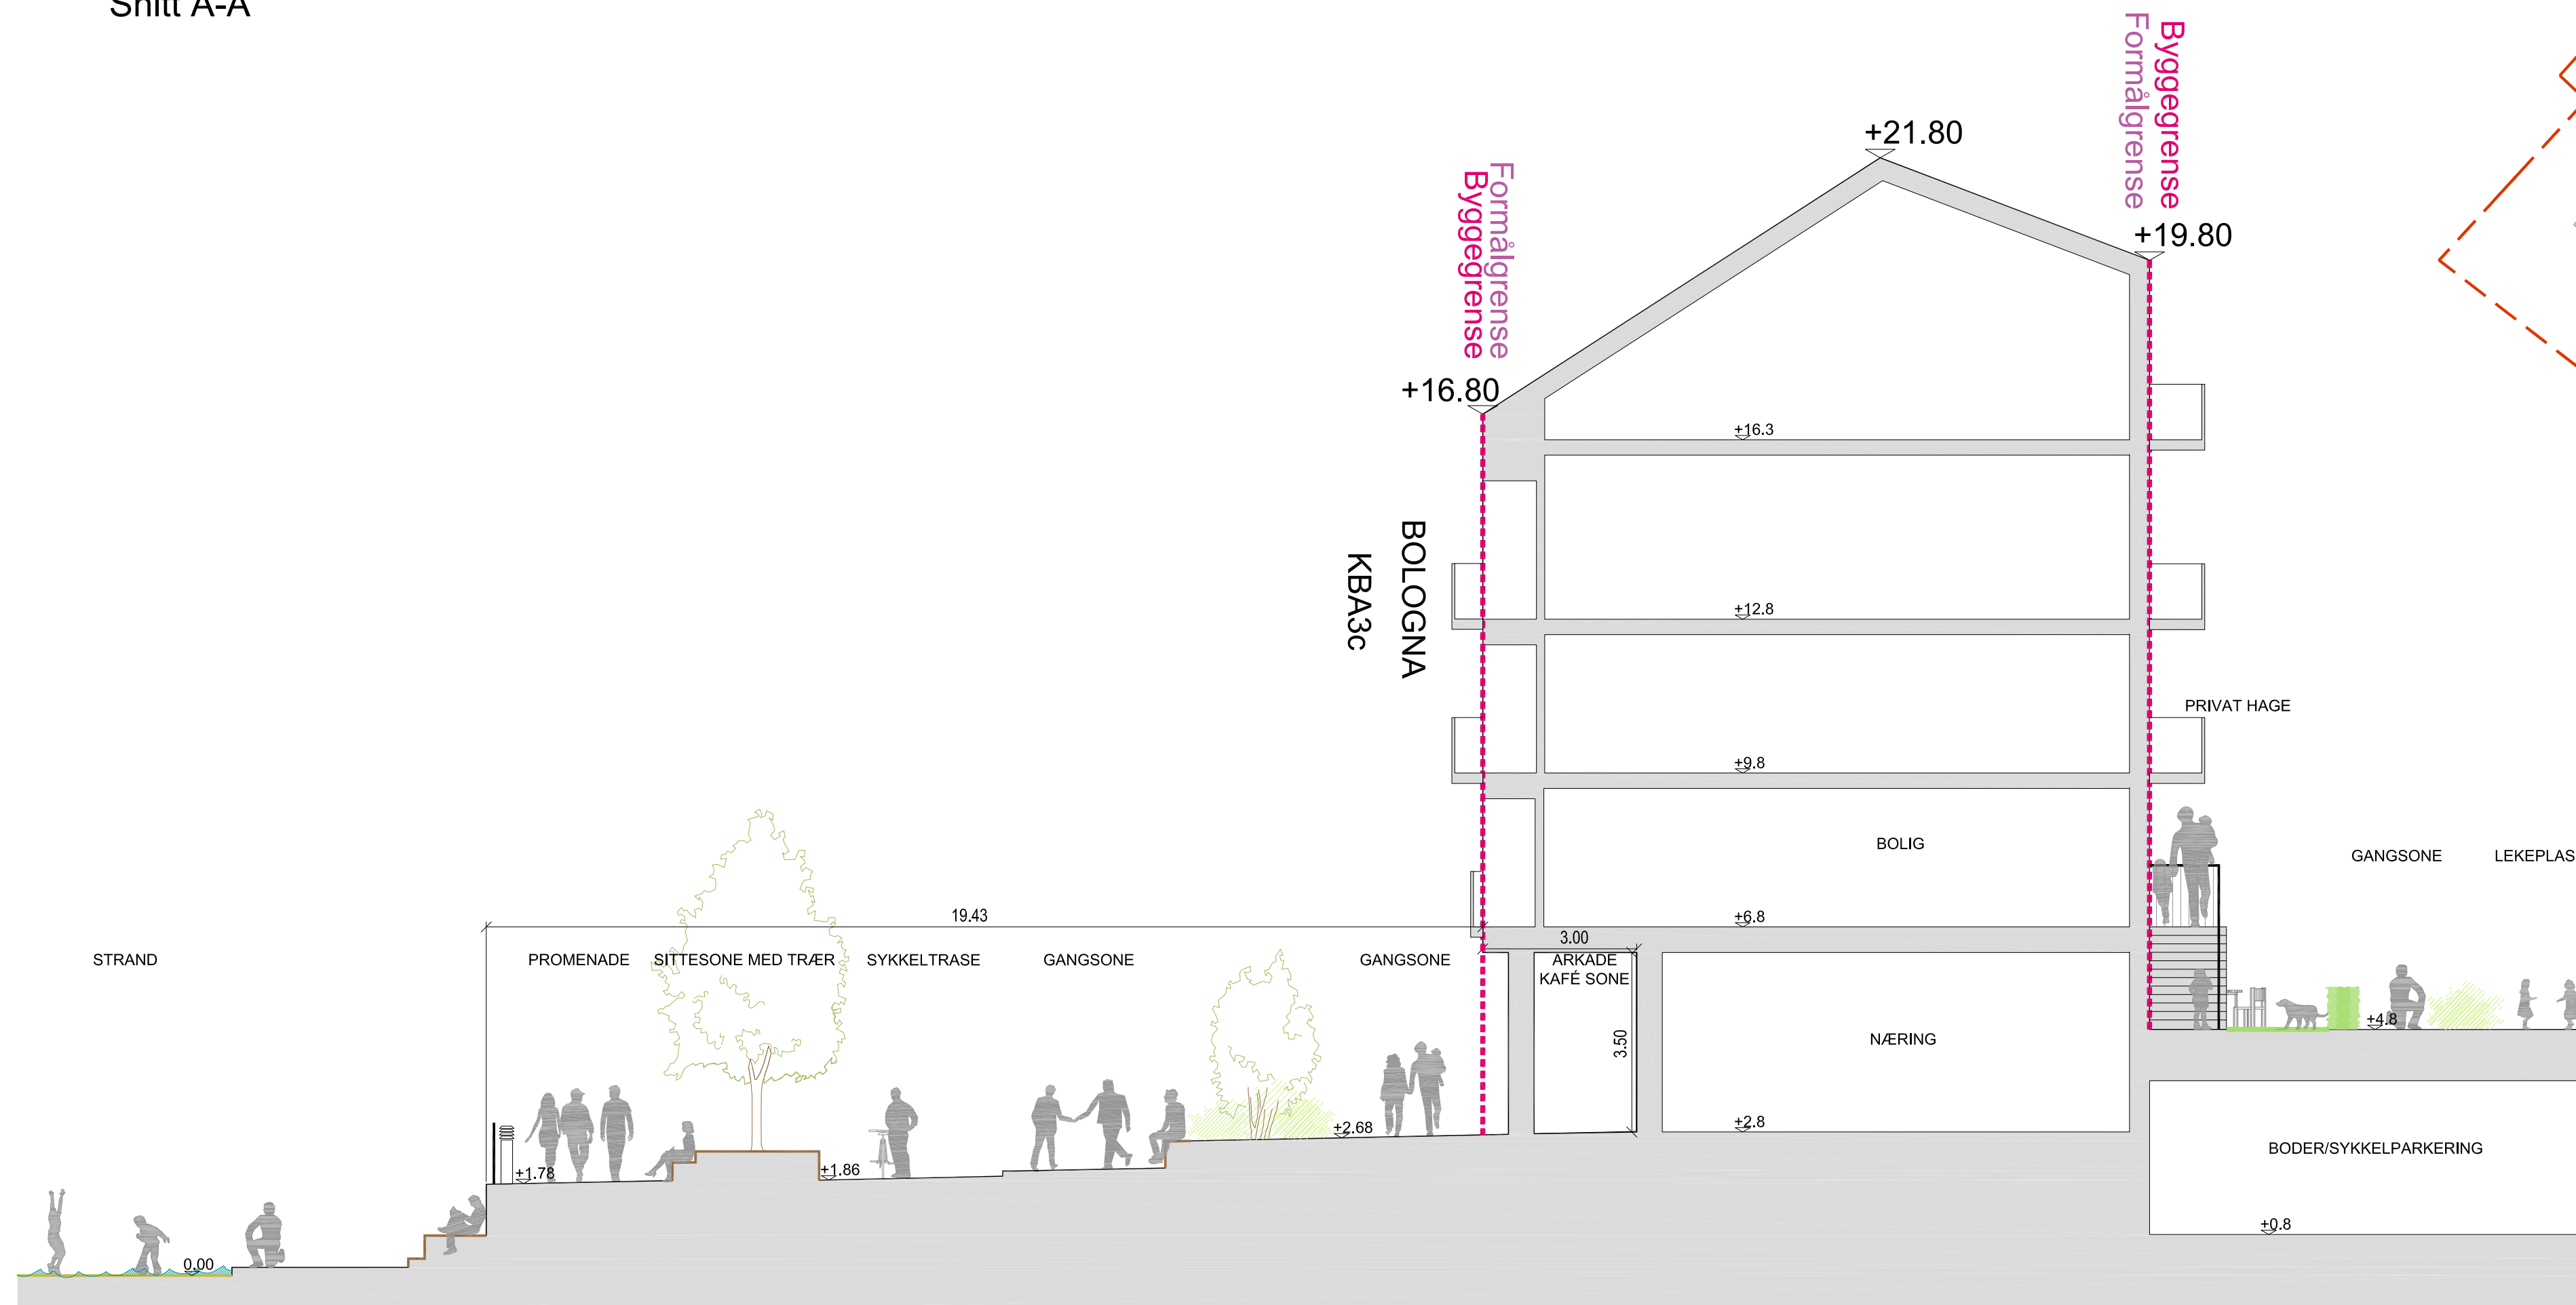 Snitt A-A
Formålgrense
Byggegrense
+21.80
Byggegrense
Formålgrense
+19.80
+16.80
+16.3
BOLOGNA
KBA3c
+12.8
PRIVAT HAGE
+9.8
BOLIG
GANGSONE
LEKEPLAS
19.43
+6.8
3.00
STRAND
PROMENADE
SITTESONE MED TRÆR
SYKKELTRASE
GANGSONE
GANGSONE
ARKADE
KAFÉ SONE
+4.8
3.50
NÆRING
+2.68
+2.8
BODER/SYKKELPARKERING
+1.78
+1.86
+0.8
0.00